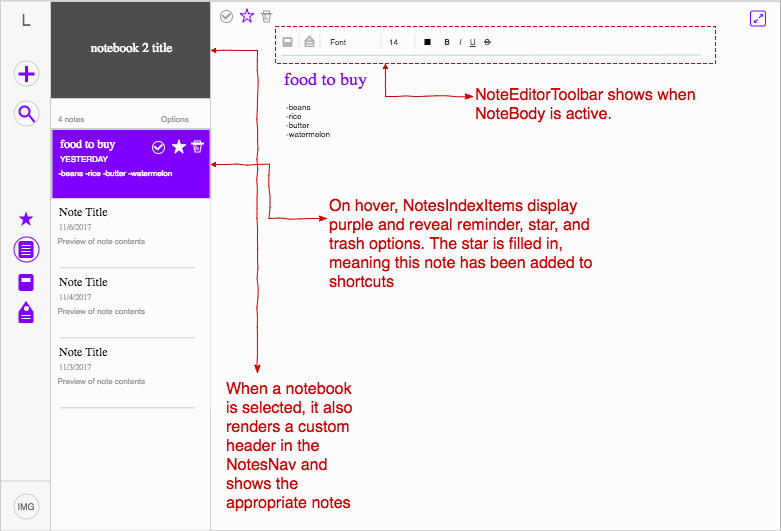 L
notebook 2 title
4 notes Options
food to buy
YESTERDAY
-beans -rice -butter -watermelon
Note Title
11/6/2017
Preview of note contents
Note Title
11/4/2017
Preview of note contents
Note Title
11/3/2017
Preview of note contents
IMG
Font 14 B I U S
food to buy
-beans
-rice
-butter
-watermelon
NoteEditorToolbar shows when
NoteBody is active.
On hover, NotesIndexItems display
purple and reveal reminder, star, and
trash options. The star is filled in,
meaning this note has been added to
shortcuts
When a notebook
is selected, it also
renders a custom
header in the
NotesNav and
shows the
appropriate notes